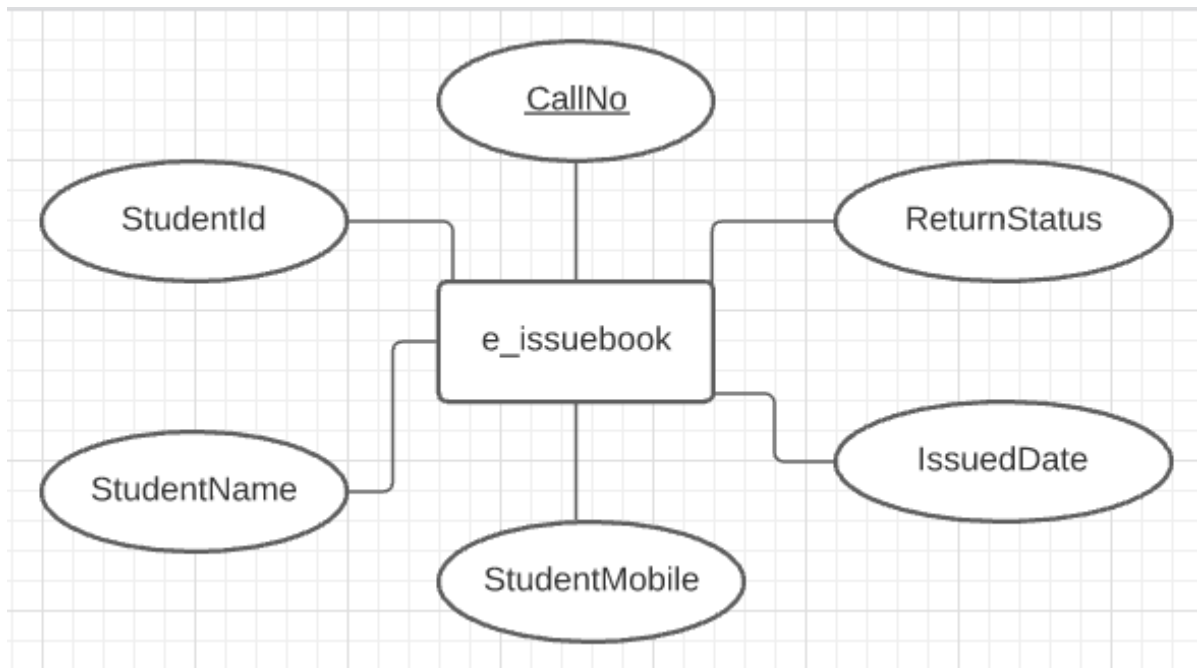 CallNo
StudentId
ReturnStatus
e_issuebook
StudentName
IssuedDate
StudentMobile